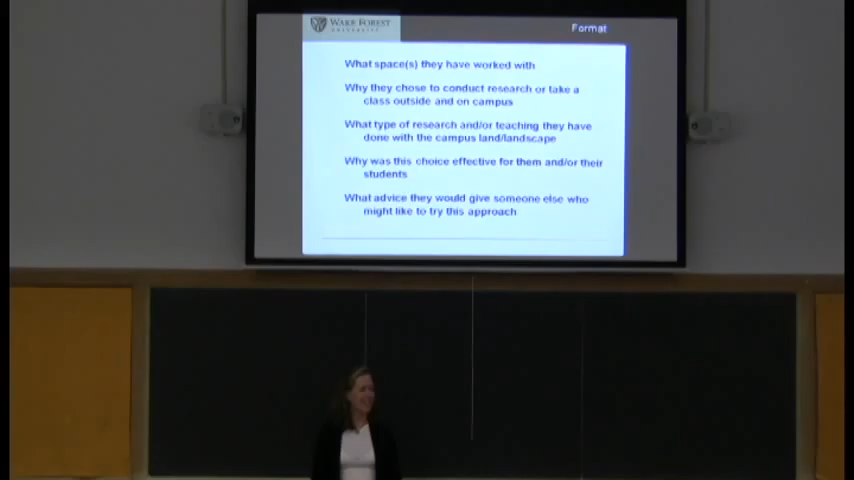 WAKE FOREST
UNIVERSITY
Format
What space(s) they have worked with
Why they chose to conduct research or take a
class outside and on campus
What type of research and/or teaching they have
done with the campus land/landscape
Why was this choice effective for them and/or their
students
What advice they would give someone else who
might like to try this approach